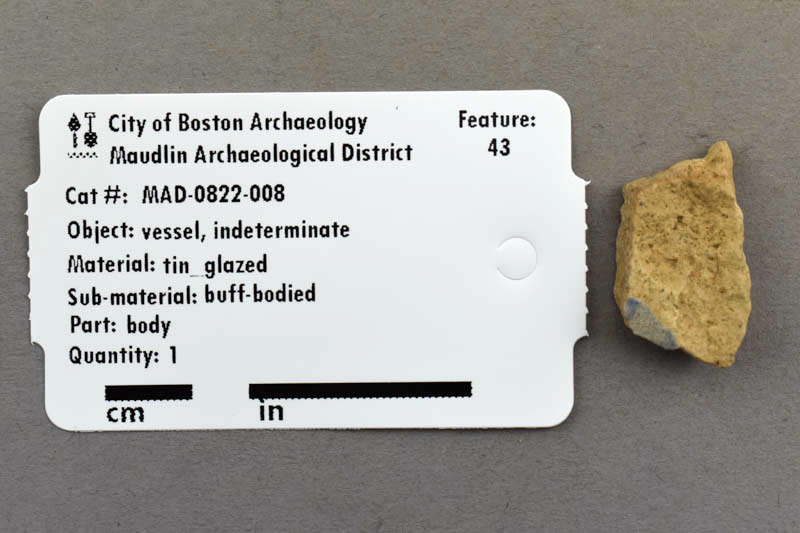 City of Boston Archaeology
Maudlin Archaeological District
Feature:
43
Cat #: MAD-0822-008
Object: vessel, indeterminate
Material: tin_glazed
Sub-material: buff-bodied
Part: body
Quantity: 1
cm
in